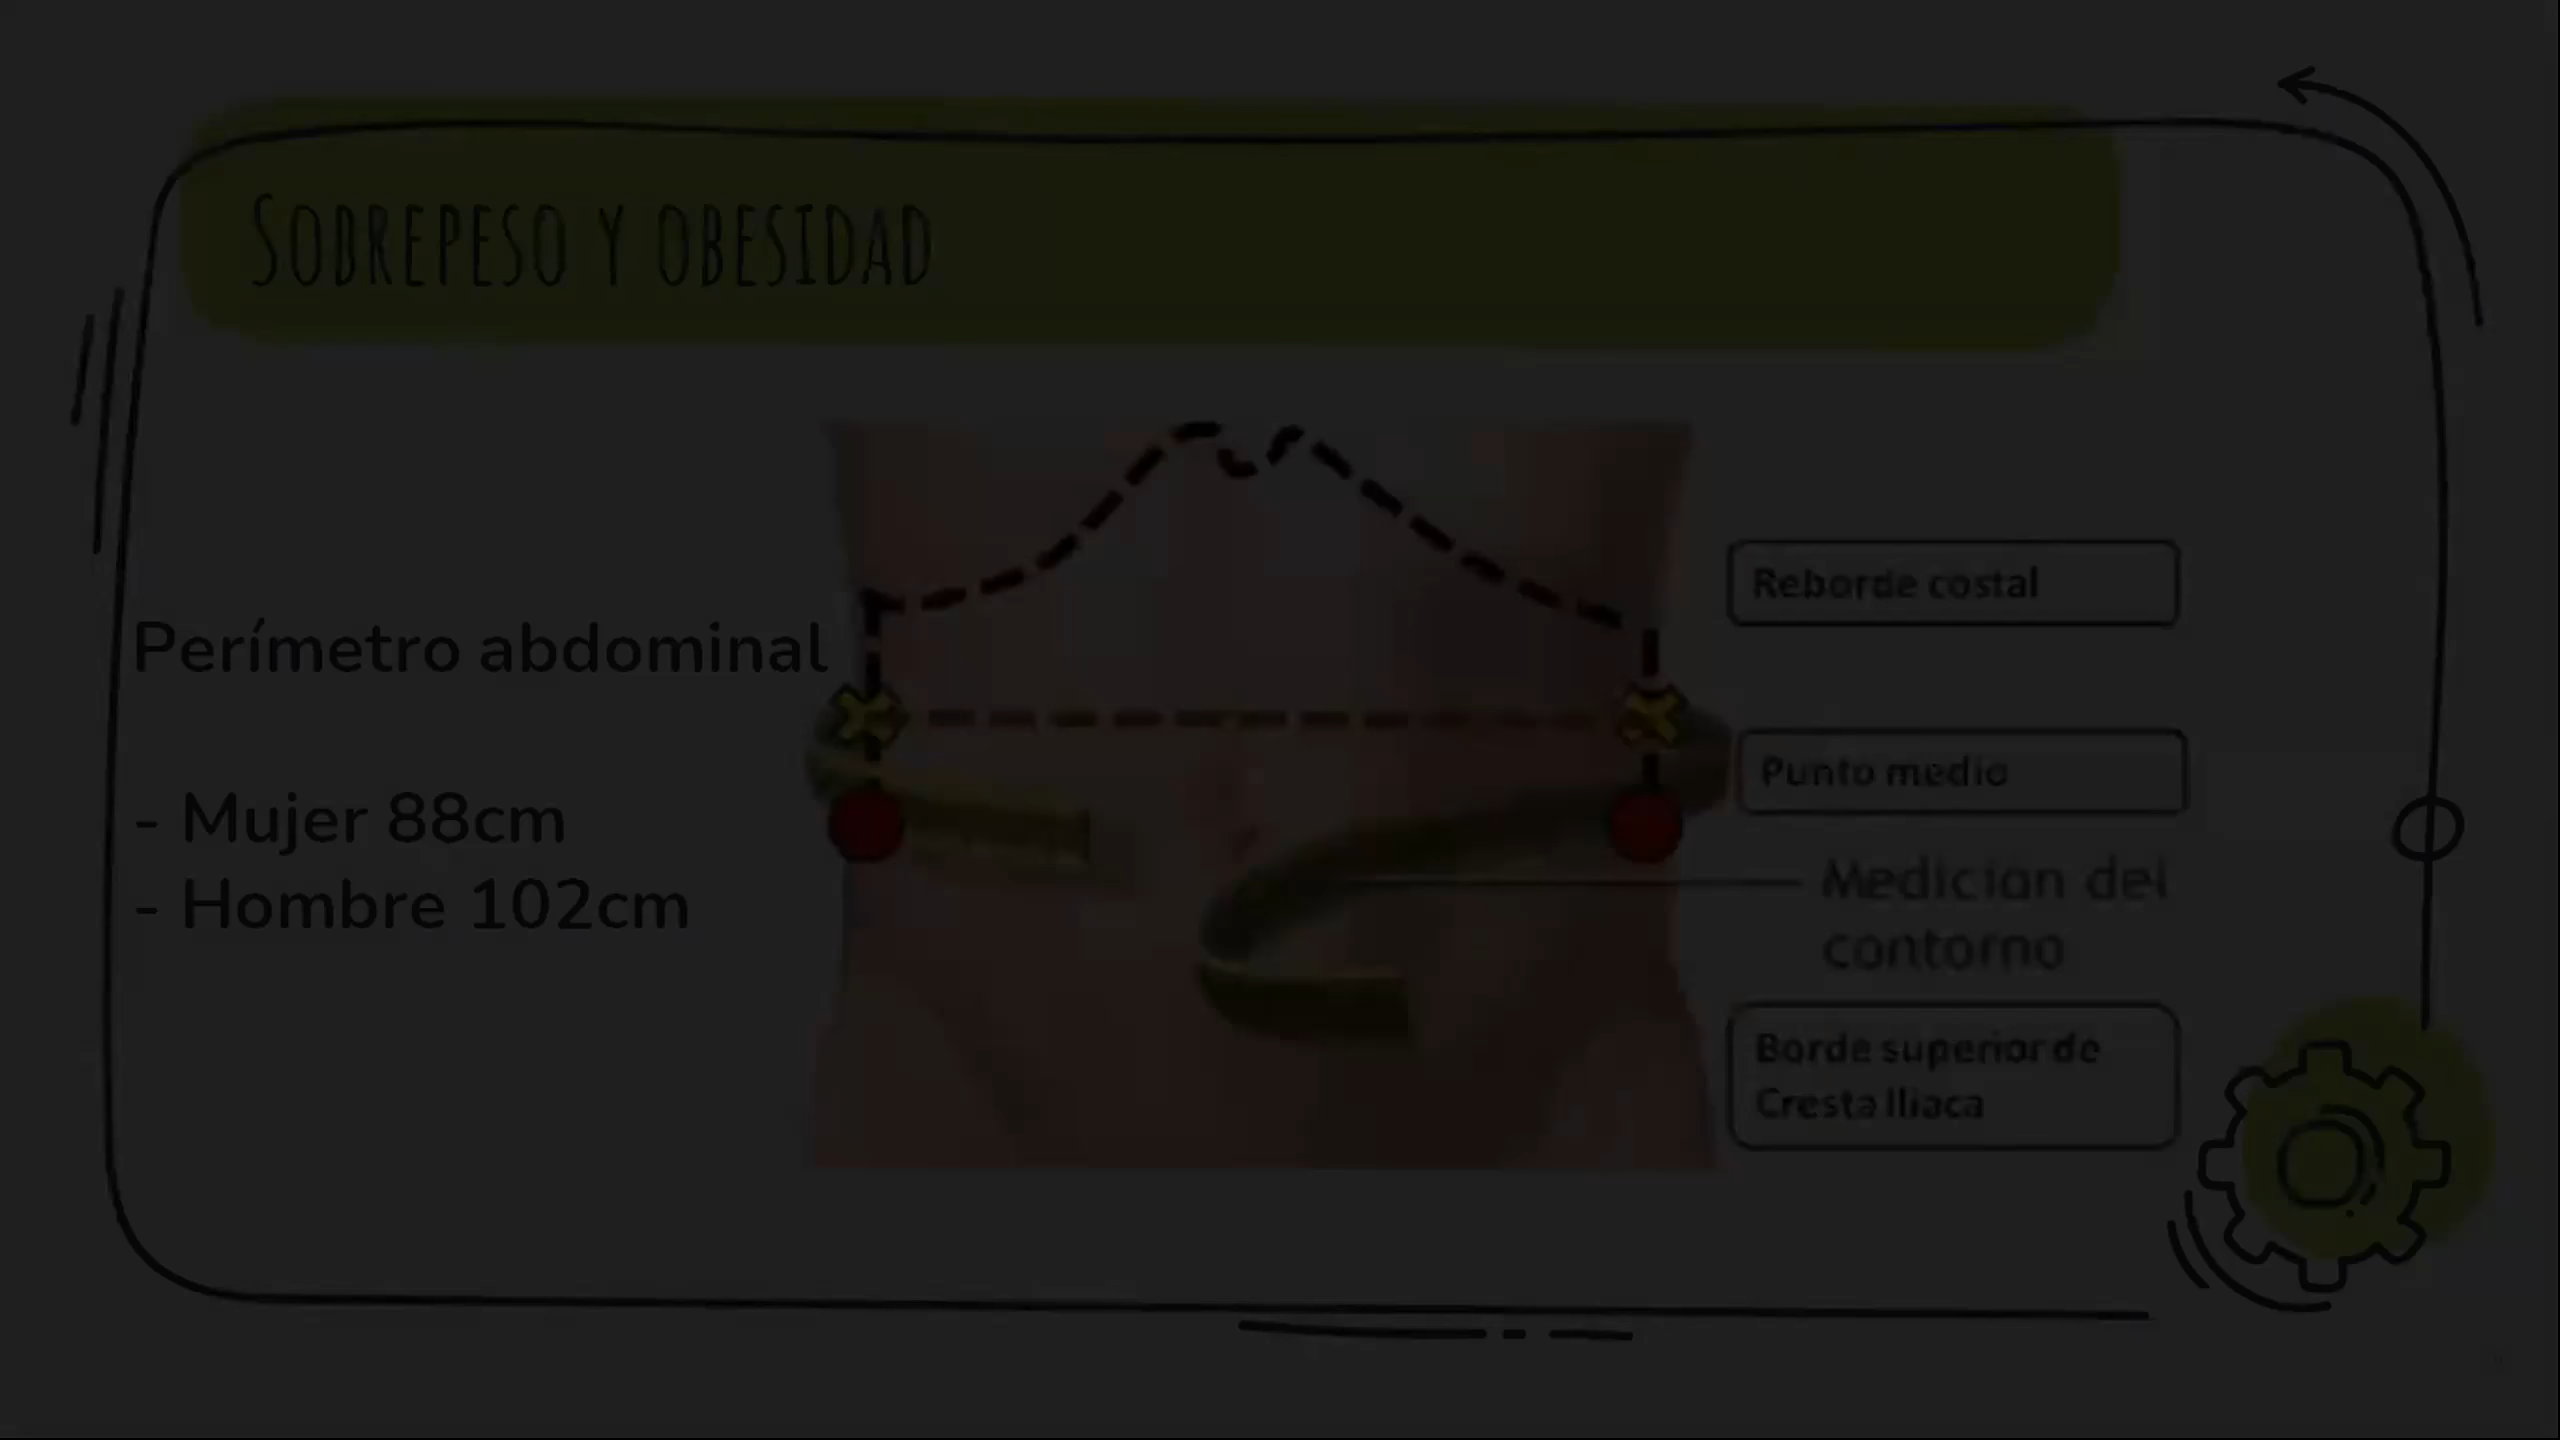 SOBREPESO Y OBESIDAD
Perímetro abdominal
- Mujer 88cm
- Hombre 102cm
Reborde costal
Punto medio
Medición del
contorno
Borde superior de
Cresta Iliaca